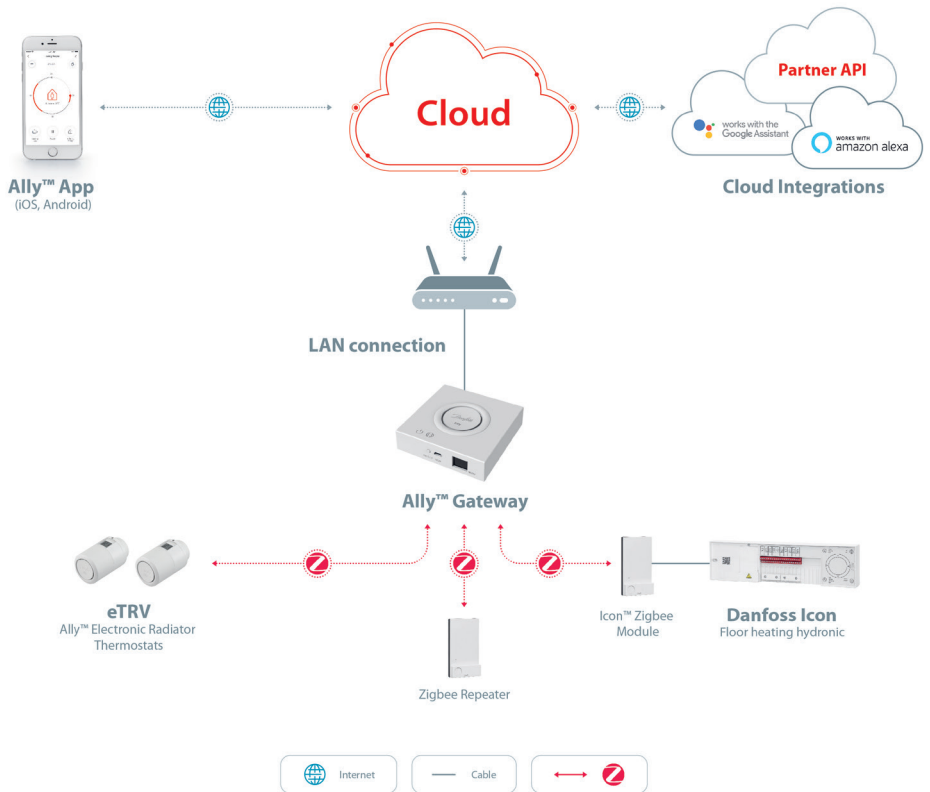 Cloud
Partner API
works with the
Google Assistant
WORKS WITH
amazon alexa
Ally™ App
(iOS, Android)
Cloud Integrations
LAN connection
Ally™ Gateway
eTRV
Ally™ Electronic Radiator
Thermostats
Icon™ Zigbee
Module
Danfoss Icon
Floor heating hydronic
Zigbee Repeater
Internet
Cable